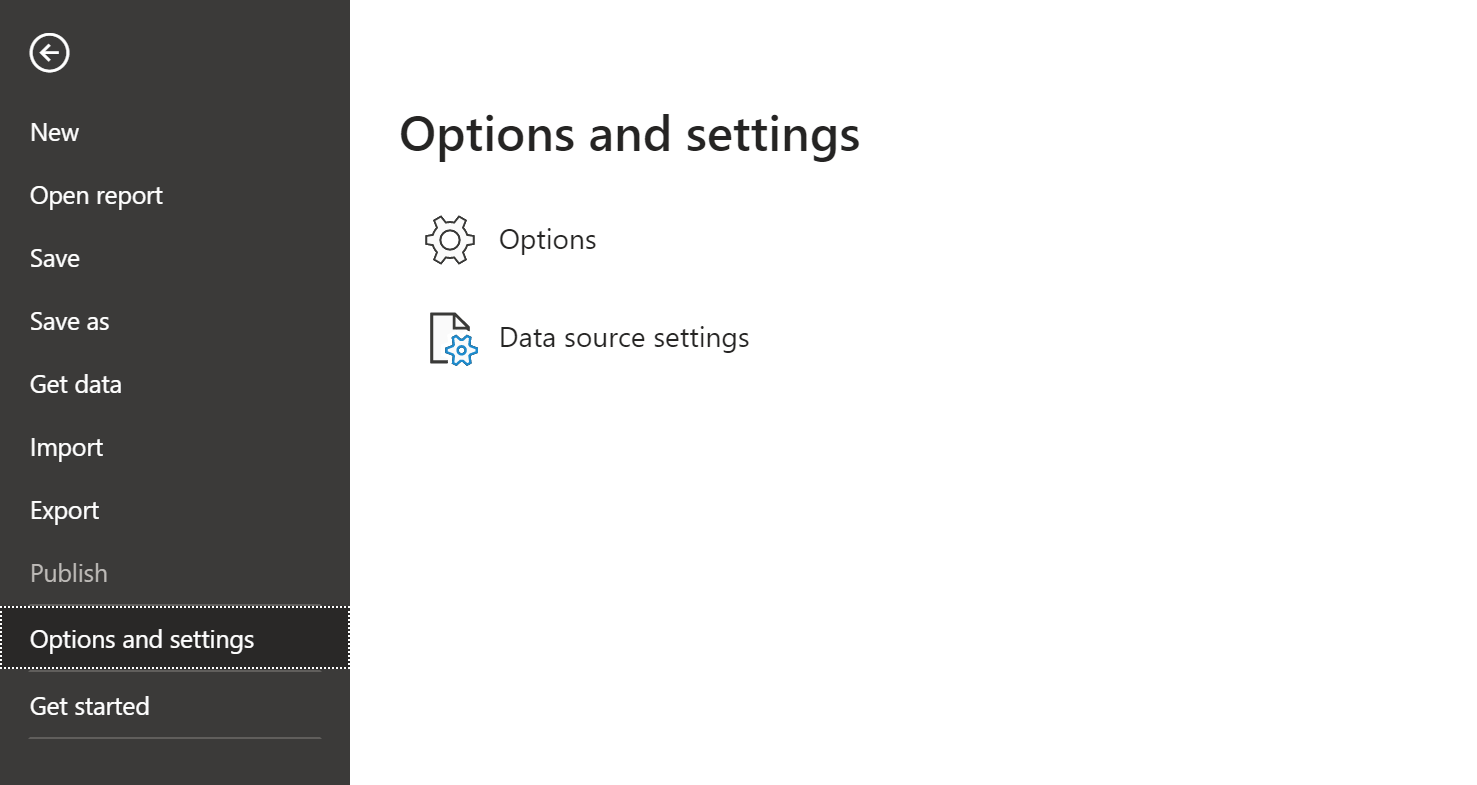 New
Open report
Save
Save as
Get data
Import
Export
Publish
Options and settings
Get started
Options and settings
Options
Data source settings